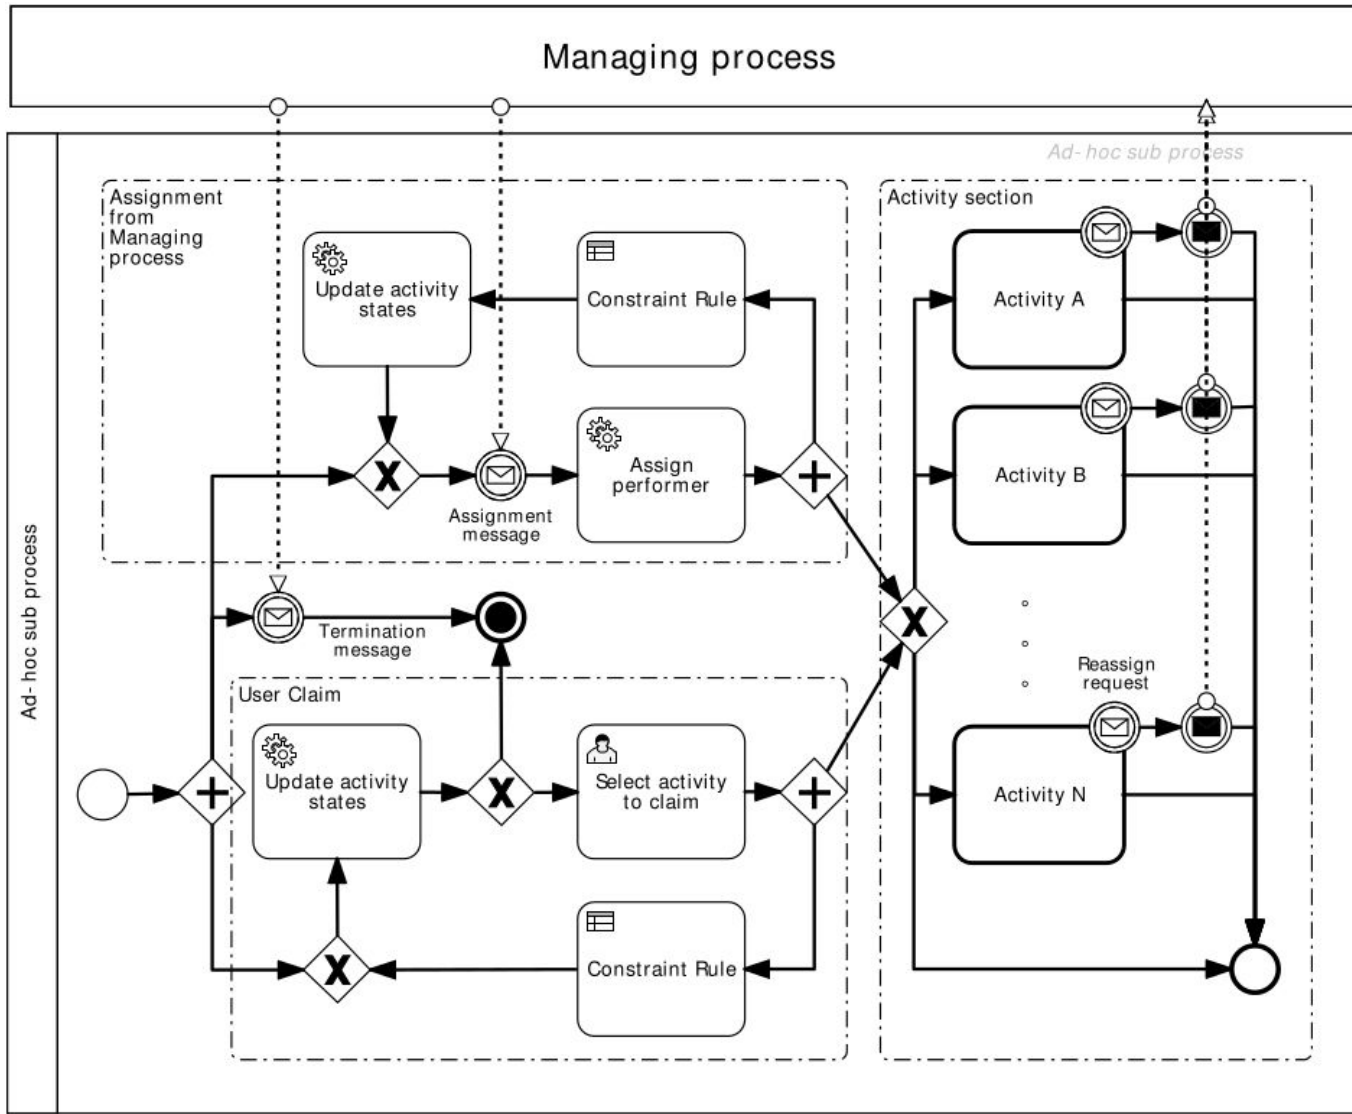 Managing process
Ad-hoc sub process
Ad-hoc sub process
Assignment
from
Managing
process
Update activity
states
Constraint Rule
Assign
performer
Assignment
message
Termination
message
User Claim
Update activity
states
Select activity
to claim
Constraint Rule
Activity section
Activity A
Activity B
Reassign
request
Activity N